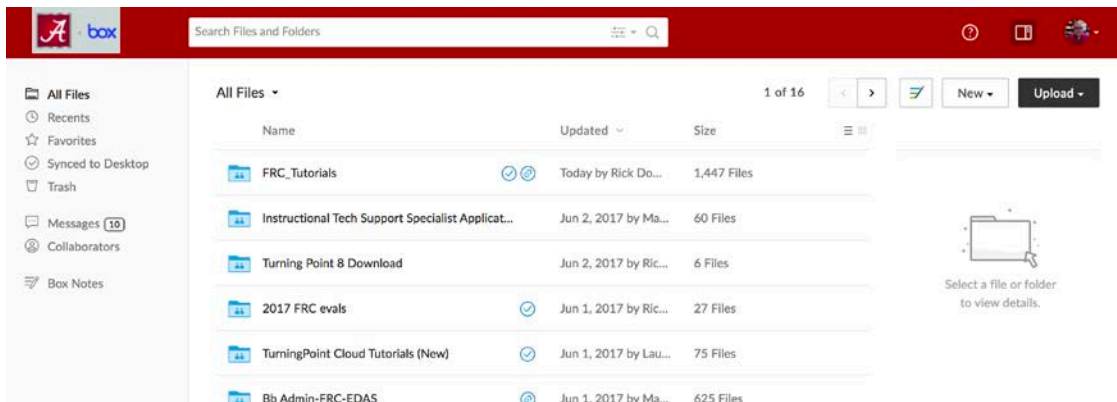 A box
Search Files and Folders
All Files
Recents
Favorites
Synced to Desktop
Trash
Messages 10
Collaborators
Box Notes
All Files
1 of 16
New
Upload
Name Updated Size
FRC_Tutorials Today by Rick Do... 1,447 Files
Instructional Tech Support Specialist Applicat... Jun 2, 2017 by Ma... 60 Files
Turning Point 8 Download Jun 2, 2017 by Ric... 6 Files
2017 FRC evals Jun 1, 2017 by Ric... 27 Files
TurningPoint Cloud Tutorials (New) Jun 1, 2017 by Lau... 75 Files
Bb Admin-FRC-EDAS Jun 1, 2017 by Ma... 625 Files
Select a file or folder
to view details.